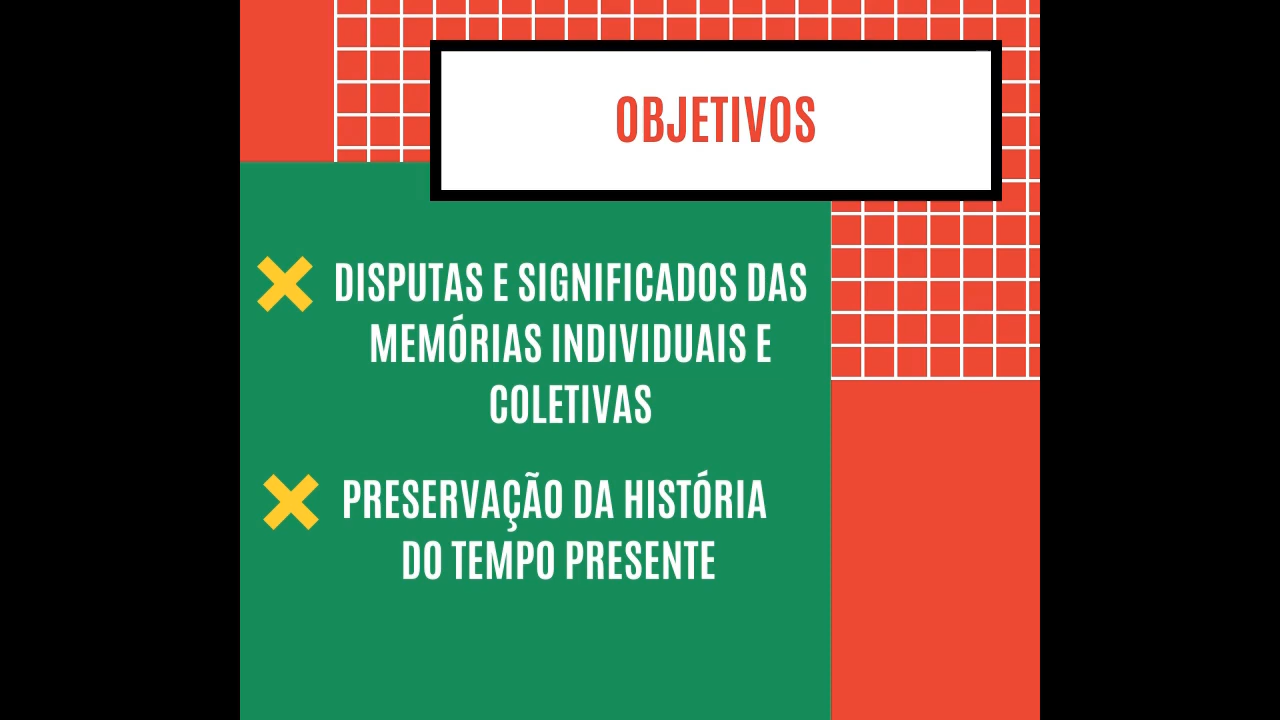 OBJETIVOS
DISPUTAS E SIGNIFICADOS DAS
MEMÓRIAS INDIVIDUAIS E
COLETIVAS
PRESERVAÇÃO DA HISTÓRIA
DO TEMPO PRESENTE